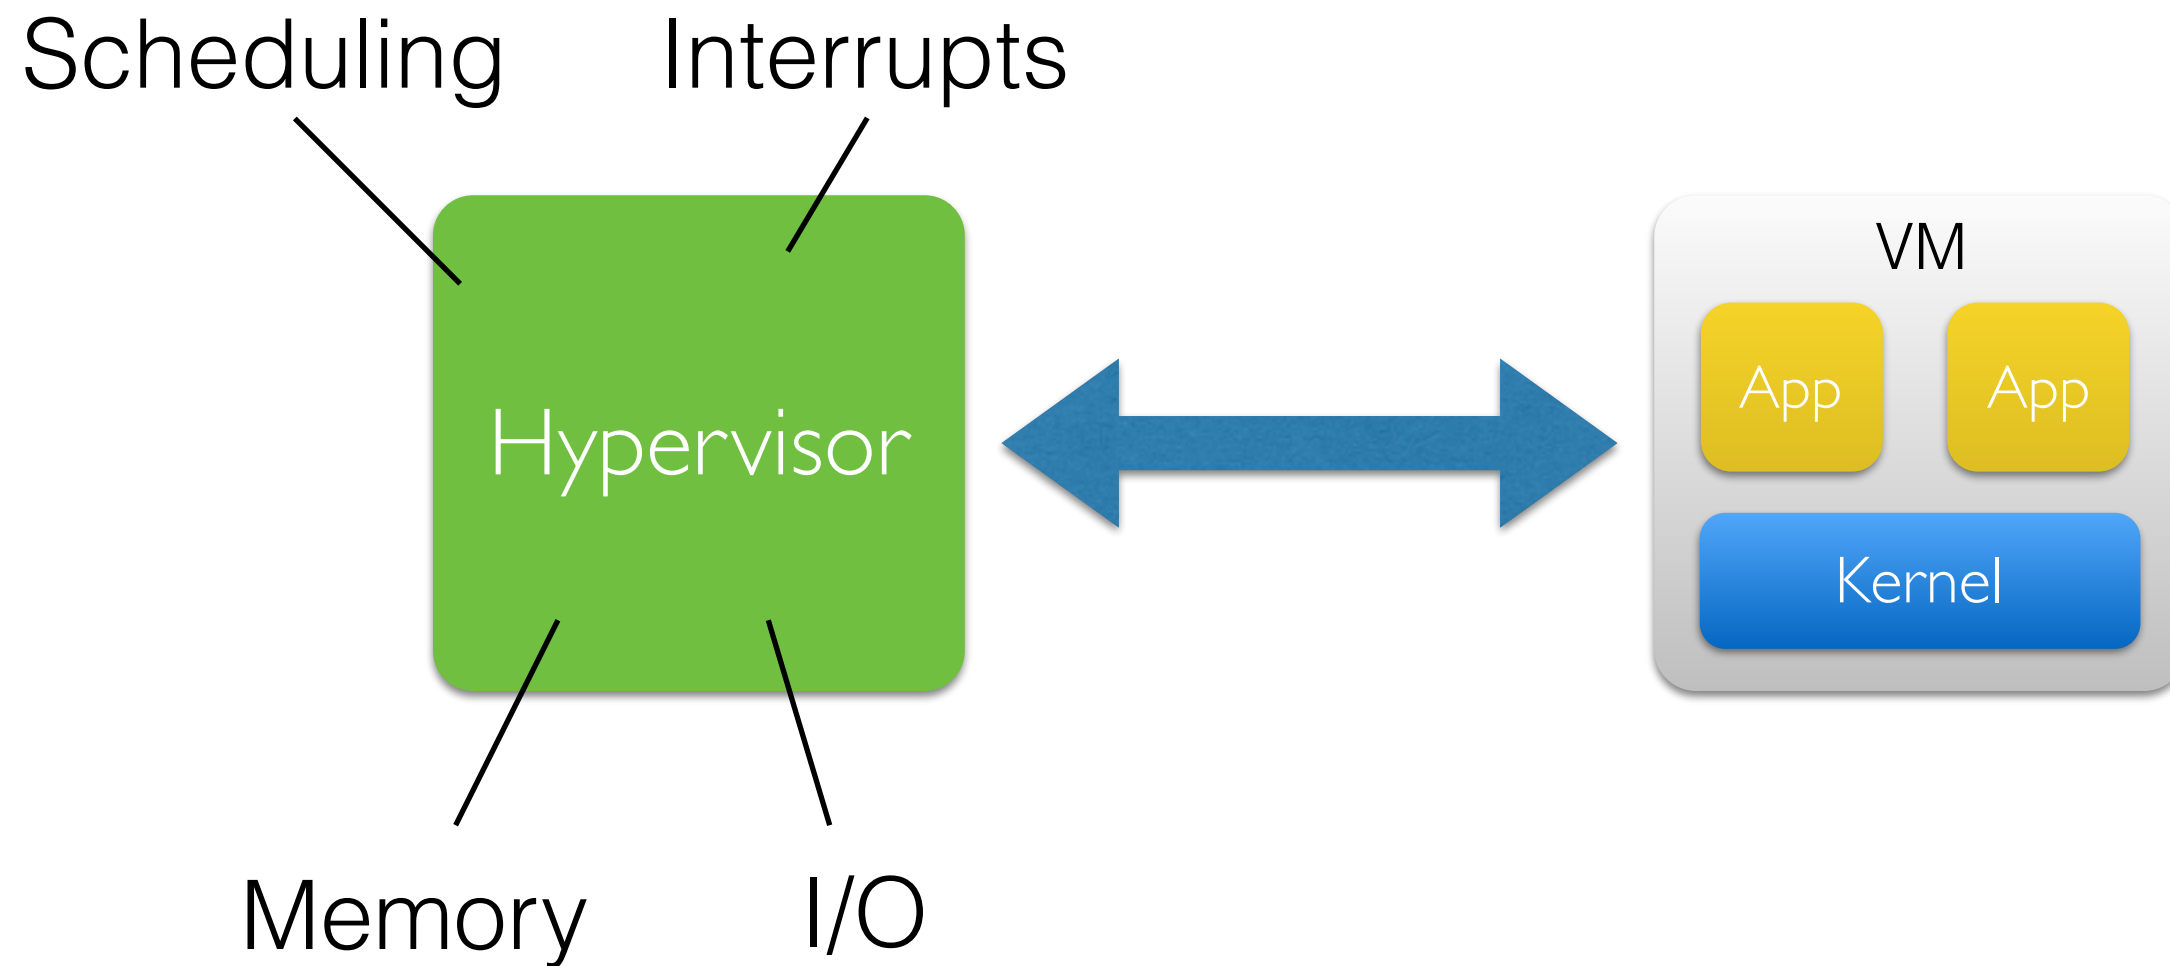 Scheduling
Interrupts
Hypervisor
VM
App
App
Kernel
Memory
I/O